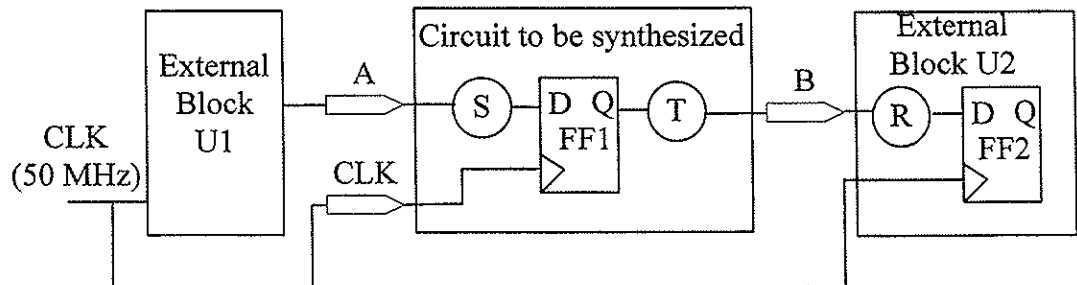 External
Block
U1
CLK
(50 MHz)
A
CLK
Circuit to be synthesized
S
D Q
FF1
T
B
External
Block U2
R
D Q
FF2